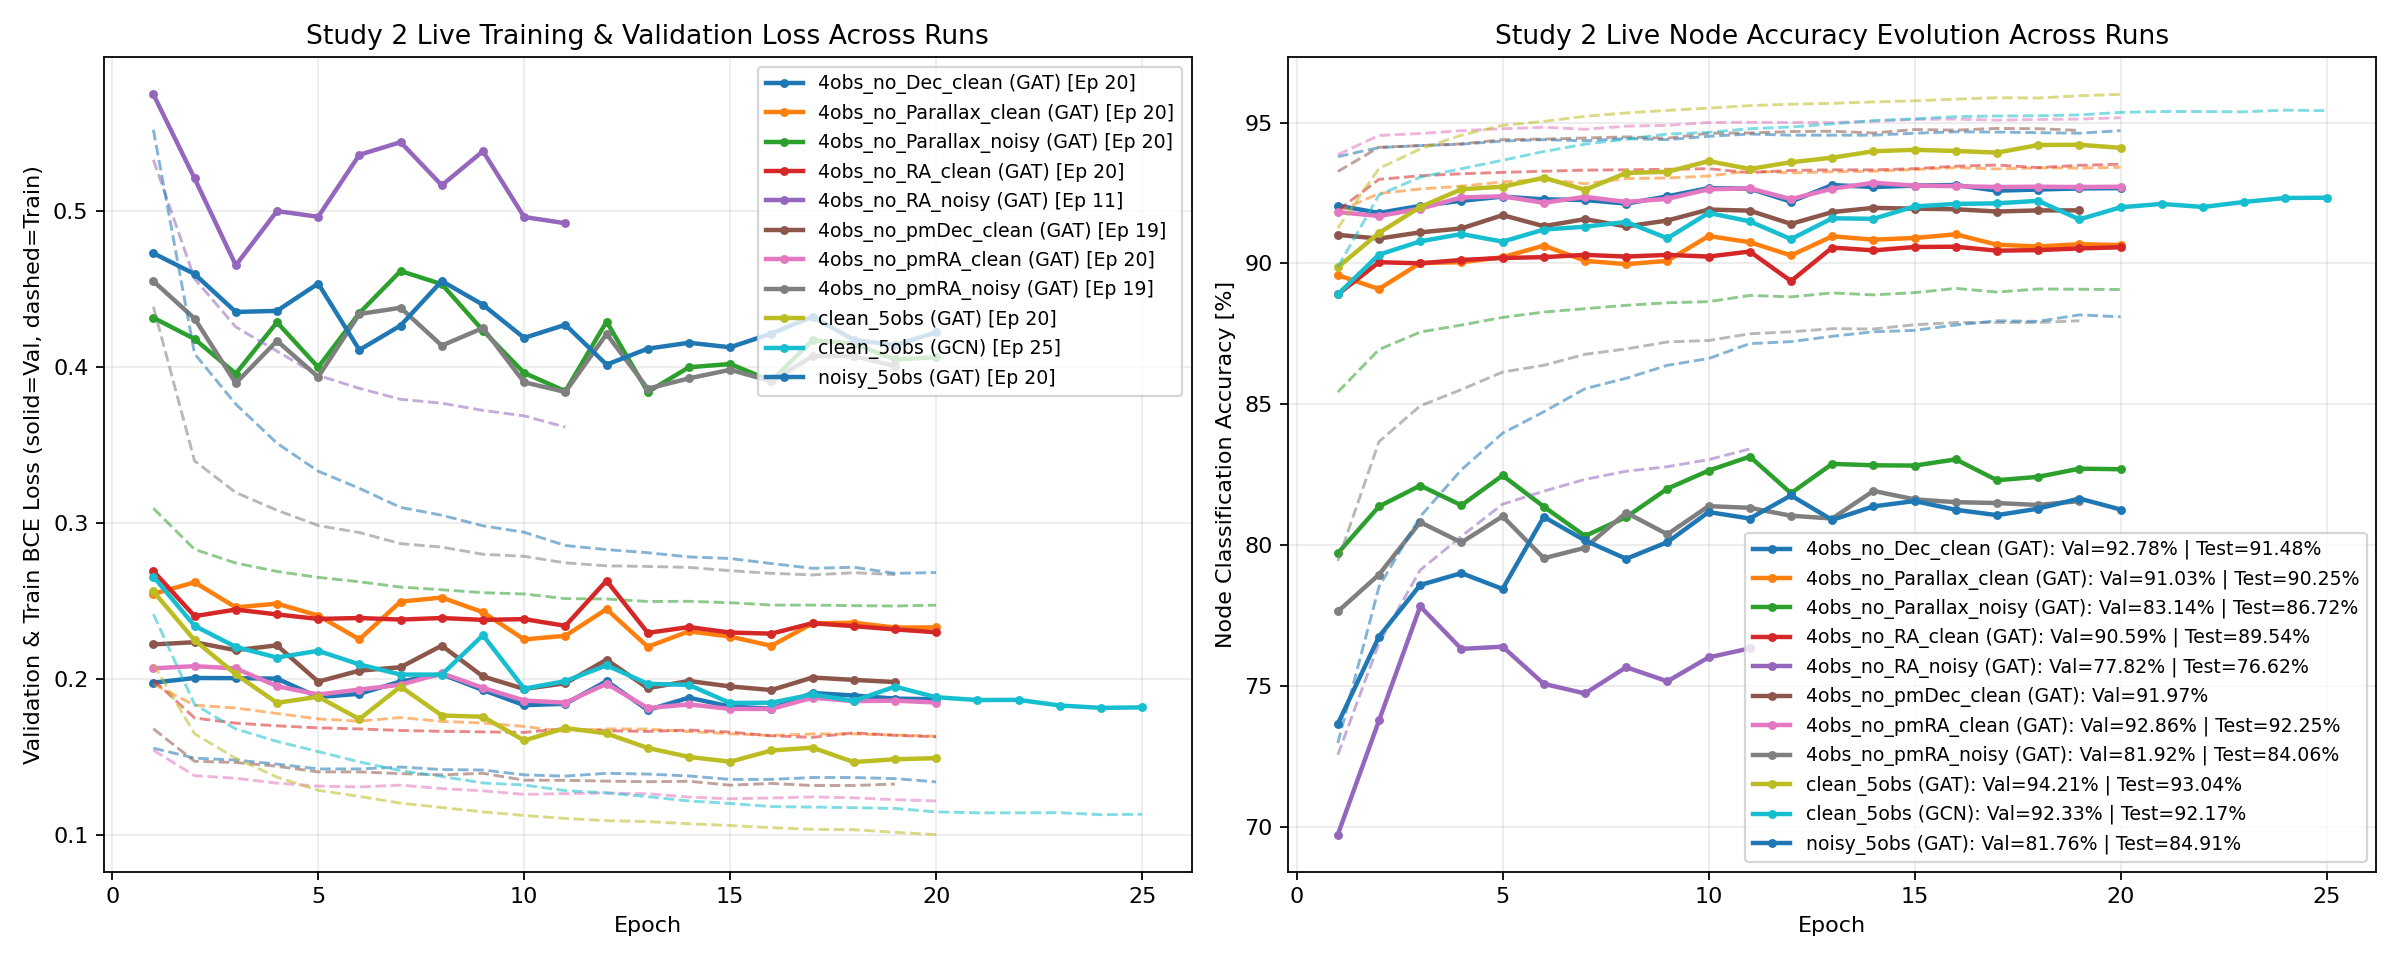 Study 2 Live Training & Validation Loss Across Runs
Validation & Train BCE Loss (solid=Val, dashed=Train)
0.5
0.4
0.3
0.2
0.1
0
5
10
15
20
25
Epoch
4obs_no_Dec_clean (GAT) [Ep 20]
4obs_no_Parallax_clean (GAT) [Ep 20]
4obs_no_Parallax_noisy (GAT) [Ep 20]
4obs_no_RA_clean (GAT) [Ep 20]
4obs_no_RA_noisy (GAT) [Ep 11]
4obs_no_pmDec_clean (GAT) [Ep 19]
4obs_no_pmRA_clean (GAT) [Ep 20]
4obs_no_pmRA_noisy (GAT) [Ep 19]
clean_5obs (GAT) [Ep 20]
clean_5obs (GCN) [Ep 25]
noisy_5obs (GAT) [Ep 20]
Study 2 Live Node Accuracy Evolution Across Runs
Node Classification Accuracy [%]
95
90
85
80
75
70
0
5
10
15
20
25
Epoch
4obs_no_Dec_clean (GAT): Val=92.78% | Test=91.48%
4obs_no_Parallax_clean (GAT): Val=91.03% | Test=90.25%
4obs_no_Parallax_noisy (GAT): Val=83.14% | Test=86.72%
4obs_no_RA_clean (GAT): Val=90.59% | Test=89.54%
4obs_no_RA_noisy (GAT): Val=77.82% | Test=76.62%
4obs_no_pmDec_clean (GAT): Val=91.97%
4obs_no_pmRA_clean (GAT): Val=92.86% | Test=92.25%
4obs_no_pmRA_noisy (GAT): Val=81.92% | Test=84.06%
clean_5obs (GAT): Val=94.21% | Test=93.04%
clean_5obs (GCN): Val=92.33% | Test=92.17%
noisy_5obs (GAT): Val=81.76% | Test=84.91%